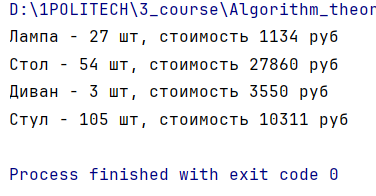 D:\1POLITECH\3_course\Algorithm_theor
Лампа - 27 шт, стоимость 1134 руб
Стол - 54 шт, стоимость 27860 руб
Диван - 3 шт, стоимость 3550 руб
Стул - 105 шт, стоимость 10311 руб
Process finished with exit code 0